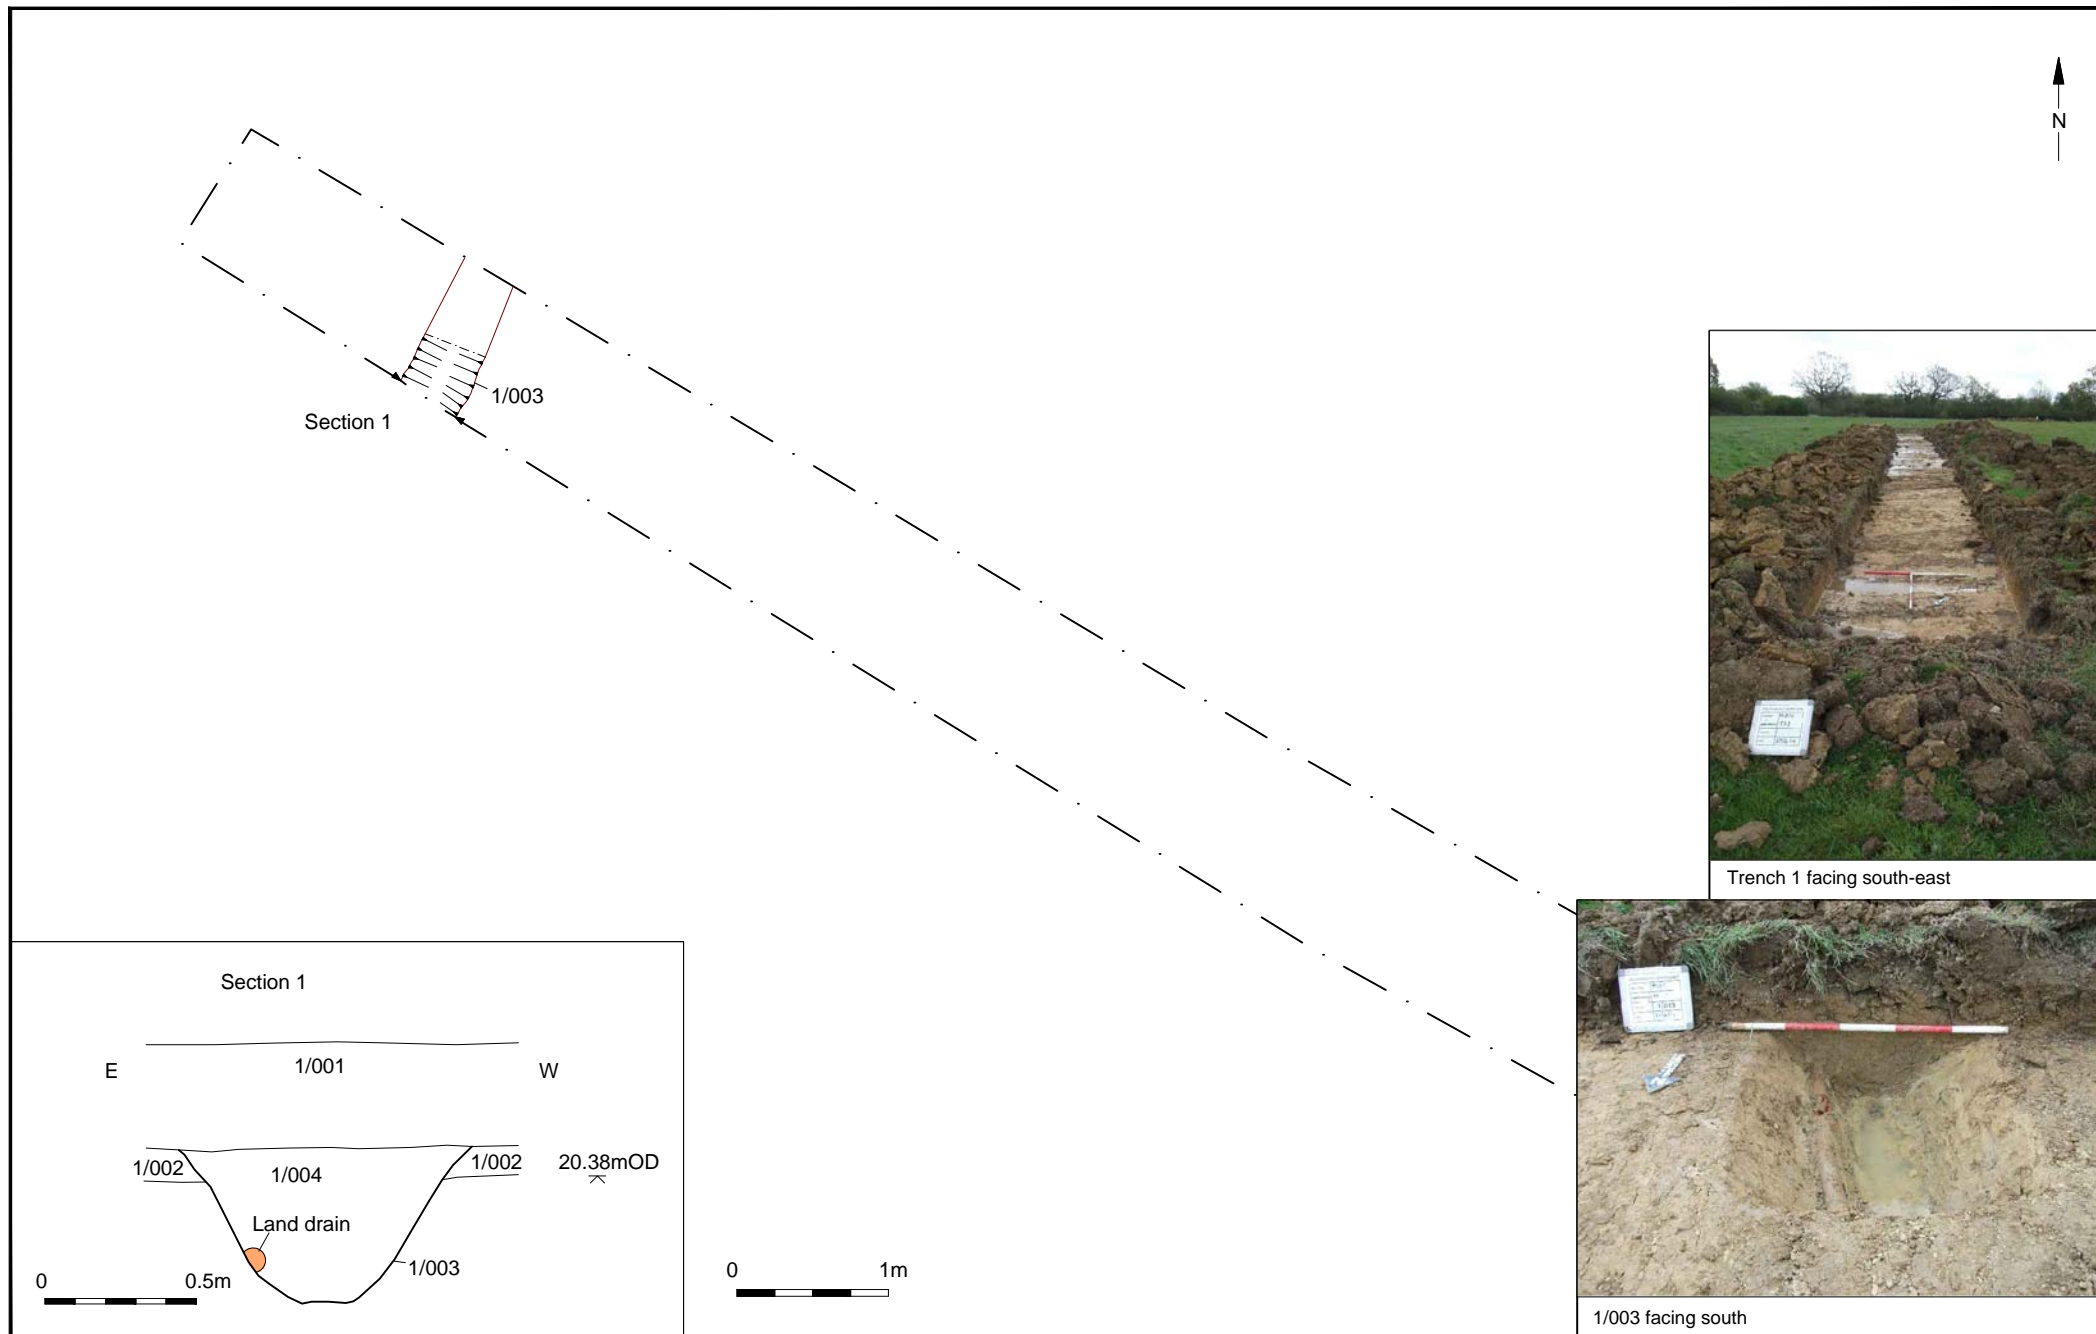 N
1/003
Section 1
Trench 1 facing south-east
Section 1
E
1/001
W
1/002
1/004
1/002
20.38mOD
Land drain
1/003
0
0.5m
0
1m
1/003 facing south